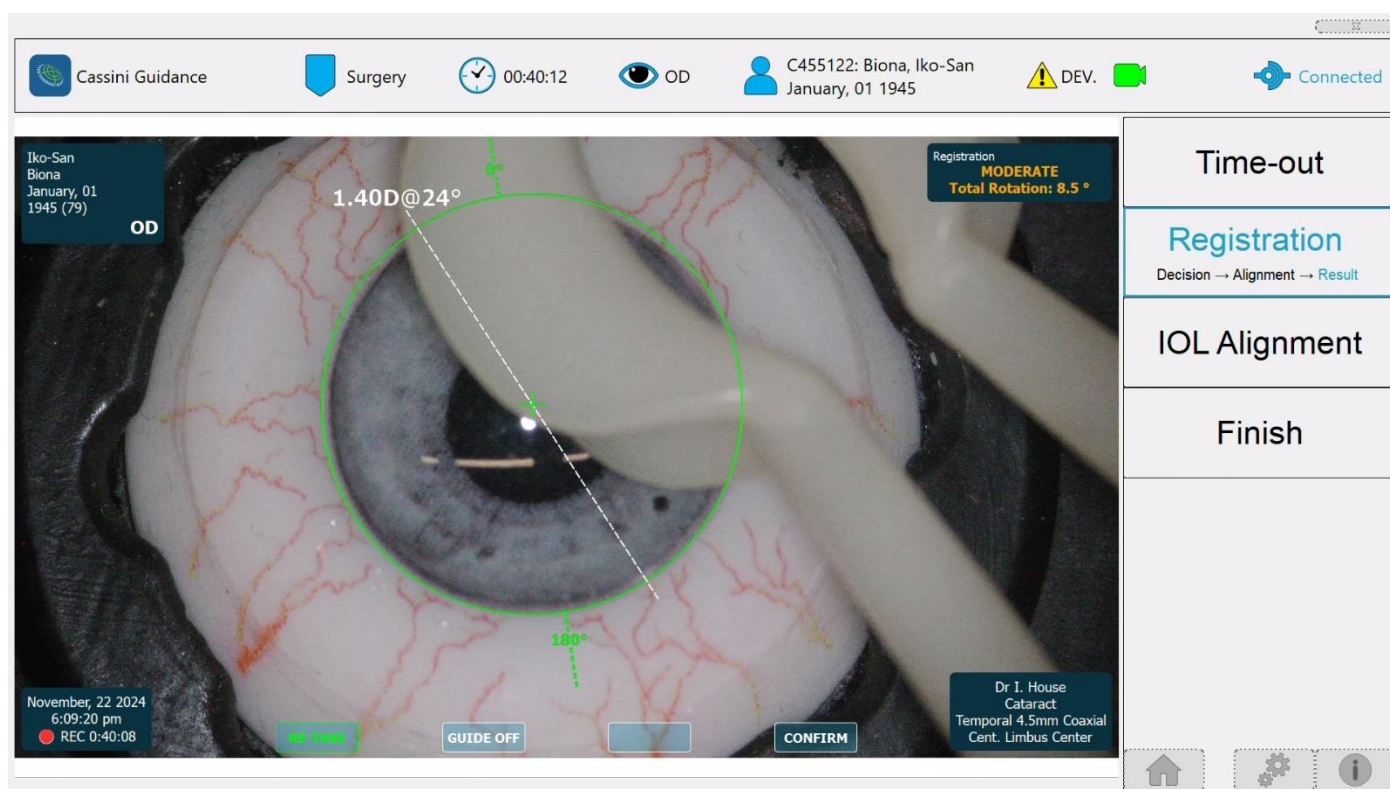 Cassini Guidance
Surgery
00:40:12
OD
C455122: Biona, Iko-San
January, 01 1945
DEV.
Connected
Iko-San
Biona
January, 01
1945 (79)
OD
0°
1.40D@24°
Registration
MODERATE
Total Rotation: 8.5 °
180°
November, 22 2024
6:09:20 pm
REC 0:40:08
RE-TAKE
GUIDE OFF
CONFIRM
Dr I. House
Cataract
Temporal 4.5mm Coaxial
Cent. Limbus Center
Time-out
Registration
Decision → Alignment → Result
IOL Alignment
Finish